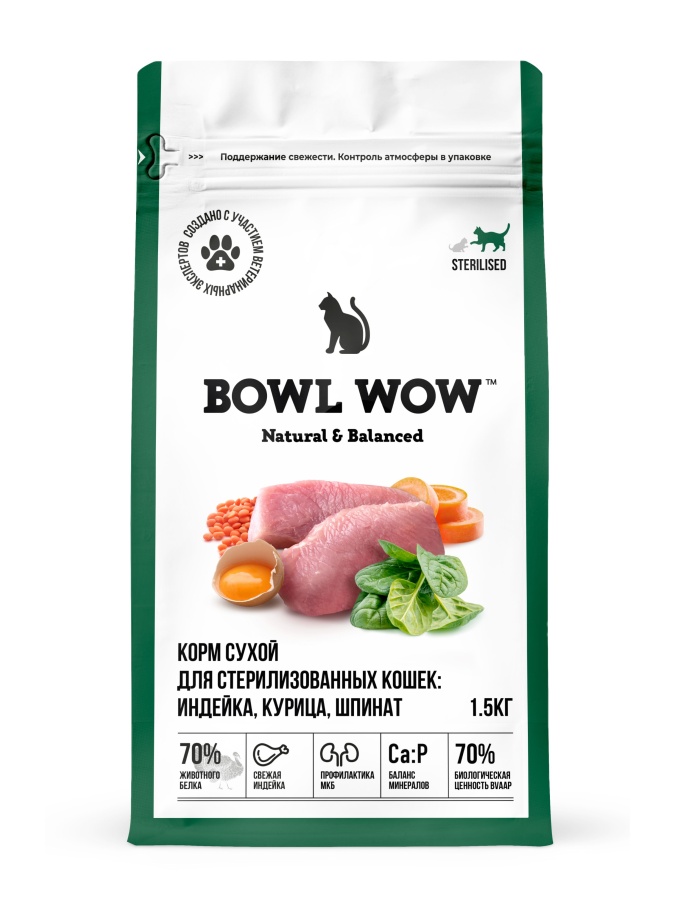 >>> Поддержание свежести. Контроль атмосферы в упаковке
СОЗДАНО С УЧАСТИЕМ ВЕТЕРИНАРНЫХ ЭКСПЕРТОВ
STERILISED
BOWL WOW™
Natural & Balanced
КОРМ СУХОЙ
ДЛЯ СТЕРИЛИЗОВАННЫХ КОШЕК:
ИНДЕЙКА, КУРИЦА, ШПИНАТ 1.5КГ
70%
ЖИВОТНОГО
БЕЛКА
СВЕЖАЯ
ИНДЕЙКА
ПРОФИЛАКТИКА
МКБ
Ca:P
БАЛАНС
МИНЕРАЛОВ
70%
БИОЛОГИЧЕСКАЯ
ЦЕННОСТЬ BVAAP